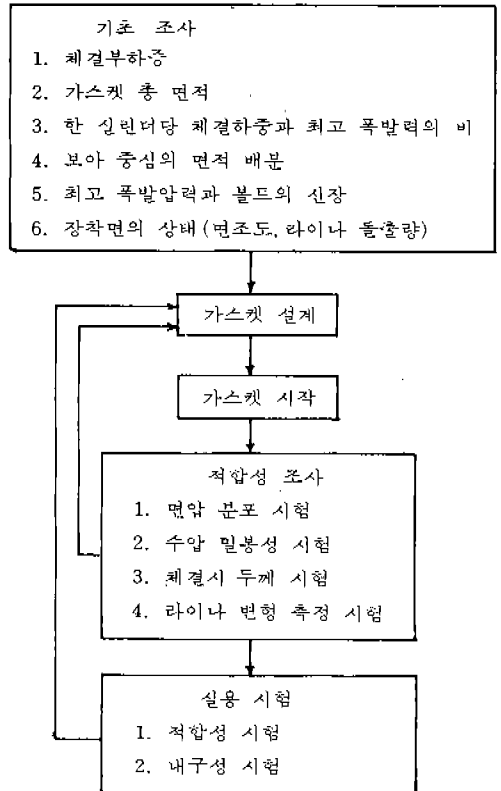 기초 조사
1. 체결부하중
2. 가스켓 총 면적
3. 한 실린더당 체결하중과 최고 폭발력의 비
4. 보아 중심의 면적 배분
5. 최고 폭발압력과 볼드의 신장
6. 장착면의 상태(면조도, 라이나 돌출량)
가스켓 설계
가스켓 시작
적합성 조사
1. 면압 분포 시험
2. 수압 밀봉성 시험
3. 체결시 두께 시험
4. 라이나 변형 측정 시험
실용 시험
1. 적합성 시험
2. 내구성 시험